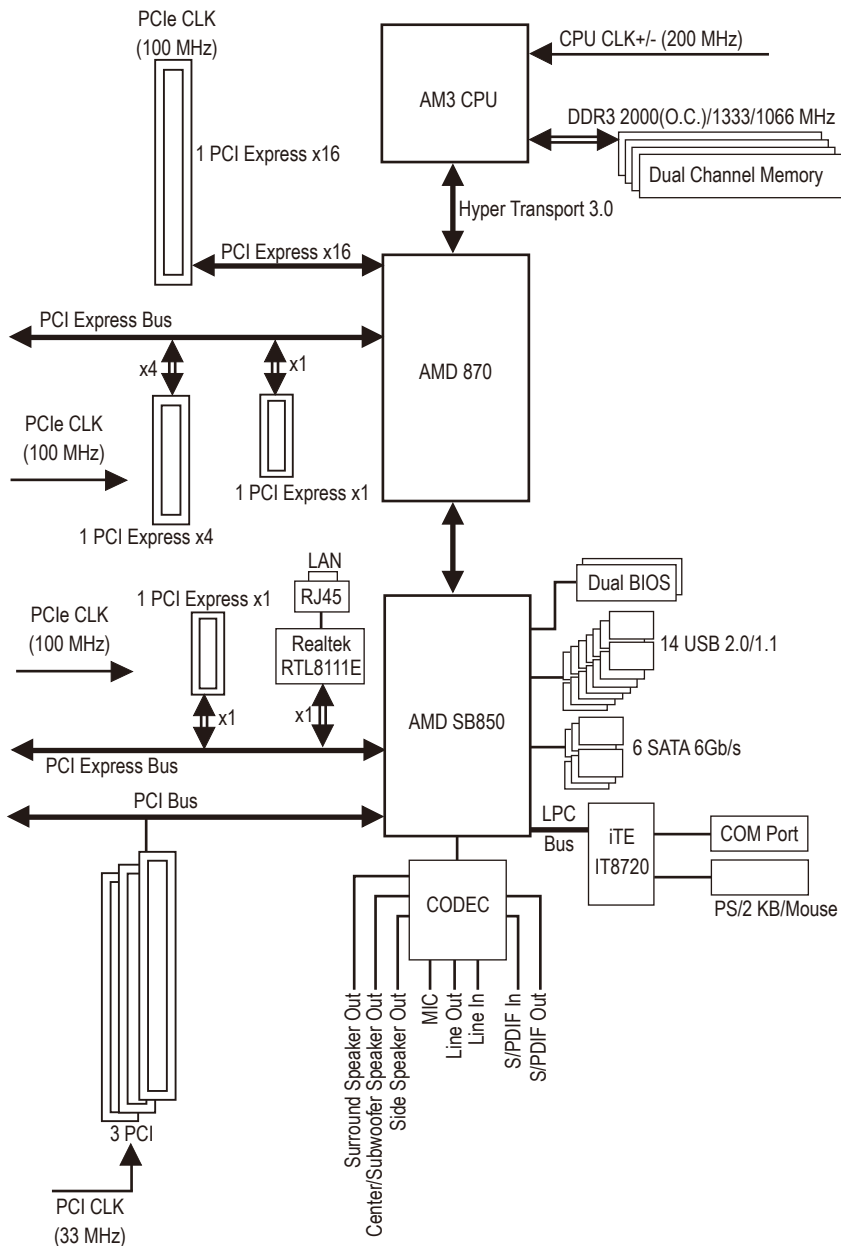 PCIe CLK
(100 MHz)
CPU CLK+/- (200 MHz)
AM3 CPU
DDR3 2000(O.C.)/1333/1066 MHz
1 PCI Express x16
Dual Channel Memory
Hyper Transport 3.0
PCI Express x16
PCI Express Bus
x4
x1
AMD 870
PCIe CLK
(100 MHz)
1 PCI Express x1
1 PCI Express x4
LAN
RJ45
Dual BIOS
1 PCI Express x1
PCIe CLK
(100 MHz)
Realtek
RTL8111E
14 USB 2.0/1.1
x1
x1
AMD SB850
6 SATA 6Gb/s
PCI Express Bus
PCI Bus
LPC
Bus
iTE
IT8720
COM Port
PS/2 KB/Mouse
CODEC
Surround Speaker Out
Center/Subwoofer Speaker Out
Side Speaker Out
MIC
Line Out
Line In
S/PDIF In
S/PDIF Out
3 PCI
PCI CLK
(33 MHz)